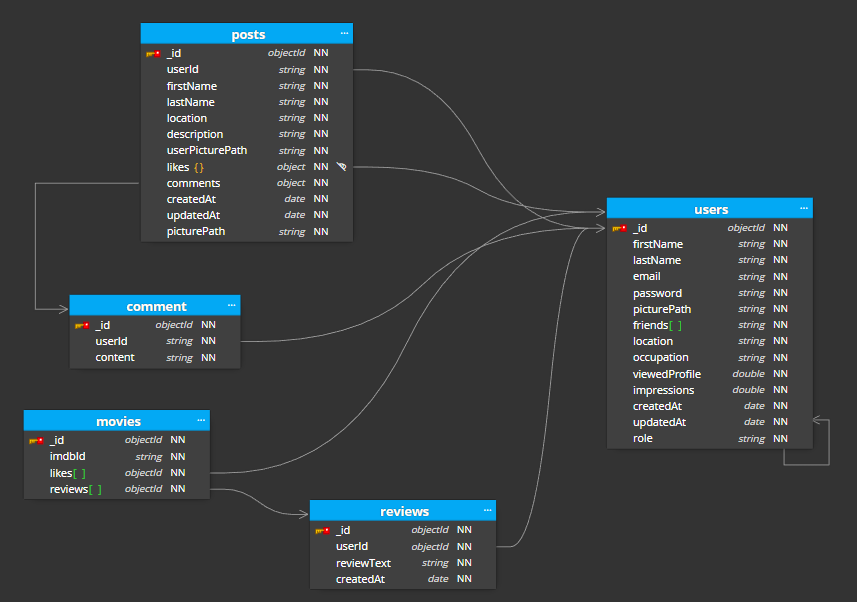 posts ...
_id objectId NN
userId string NN
firstName string NN
lastName string NN
location string NN
description string NN
userPicturePath string NN
likes {} object NN
comments object NN
createdAt date NN
updatedAt date NN
picturePath string NN
users ...
_id objectId NN
firstName string NN
lastName string NN
email string NN
password string NN
picturePath string NN
friends[ ] string NN
location string NN
occupation string NN
viewedProfile double NN
impressions double NN
createdAt date NN
updatedAt date NN
role string NN
comment ...
_id objectId NN
userId string NN
content string NN
movies ...
_id objectId NN
imdbId string NN
likes[ ] objectId NN
reviews[ ] objectId NN
reviews ...
_id objectId NN
userId objectId NN
reviewText string NN
createdAt date NN